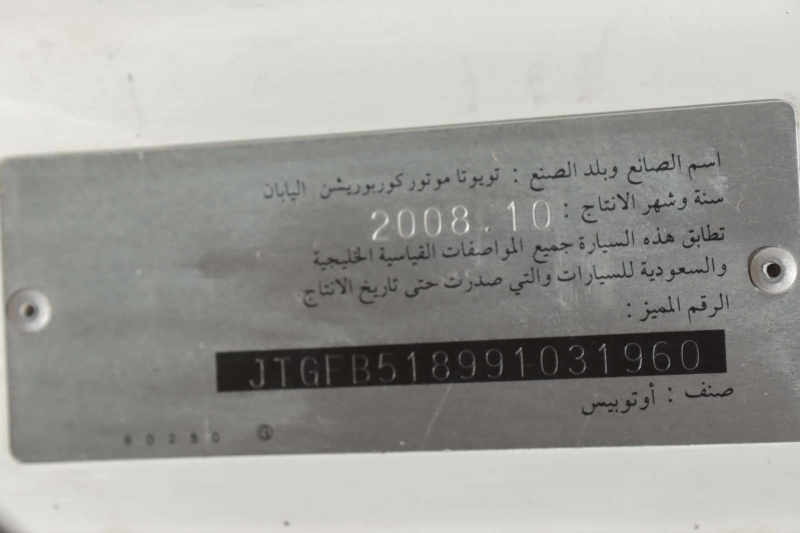 اسم الصانع وبلد الصنع : تويوتا موتور كوربوريشن اليابان
سنة وشهر الانتاج : 2008.10
تطابق هذه السيارة جميع المواصفات القياسية الخليجية
والسعودية للسيارات والتي صدرت حتى تاريخ الانتاج
الرقم المميز :
JTGFB518991031960
صنف : أوتوبيس
60280